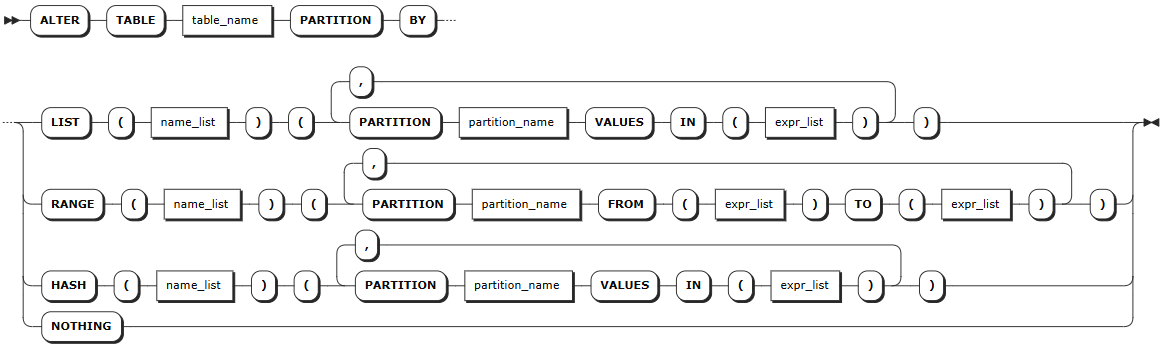 ALTER TABLE table_name PARTITION BY
,
LIST ( name_list ) ( PARTITION partition_name VALUES IN ( expr_list ) )
,
RANGE ( name_list ) ( PARTITION partition_name FROM ( expr_list ) TO ( expr_list ) )
,
HASH ( name_list ) ( PARTITION partition_name VALUES IN ( expr_list ) )
NOTHING